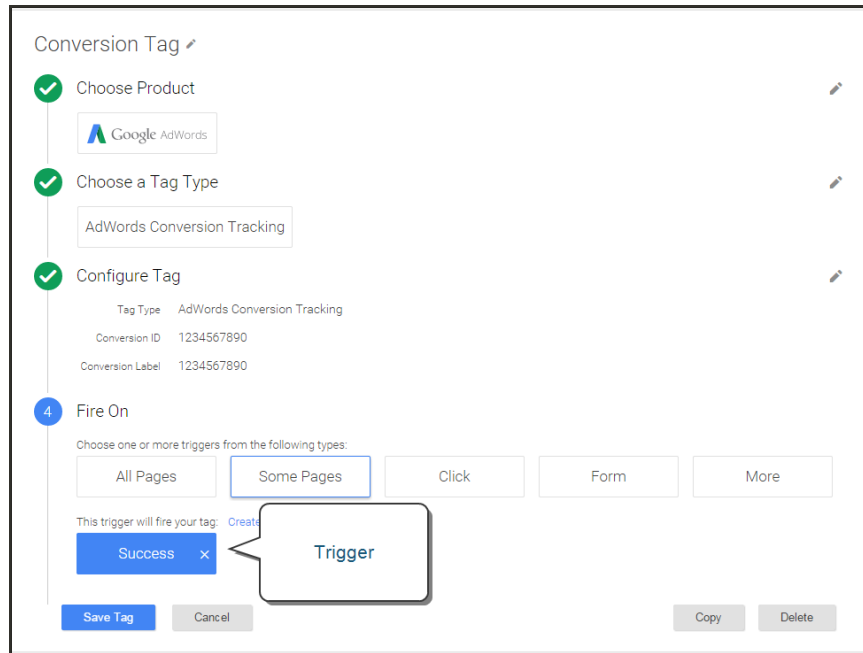 Conversion Tag
Choose Product
Google AdWords
Choose a Tag Type
AdWords Conversion Tracking
Configure Tag
Tag Type AdWords Conversion Tracking
Conversion ID 1234567890
Conversion Label 1234567890
4 Fire On
Choose one or more triggers from the following types:
All Pages Some Pages Click Form More
This trigger will fire your tag: Create
Success × Trigger
Save Tag Cancel Copy Delete